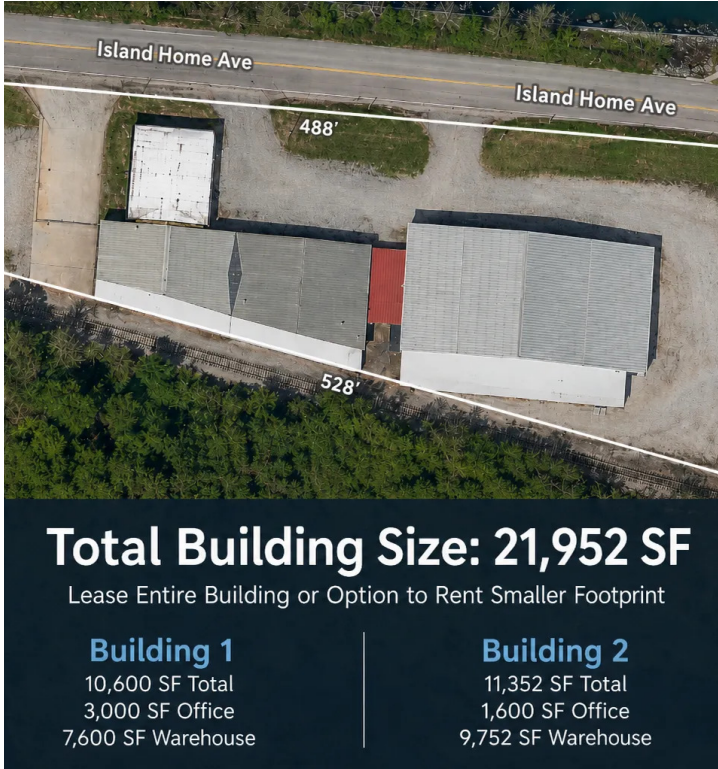 Island Home Ave
Island Home Ave
488'
528'
Total Building Size: 21,952 SF
Lease Entire Building or Option to Rent Smaller Footprint
Building 1
10,600 SF Total
3,000 SF Office
7,600 SF Warehouse
Building 2
11,352 SF Total
1,600 SF Office
9,752 SF Warehouse